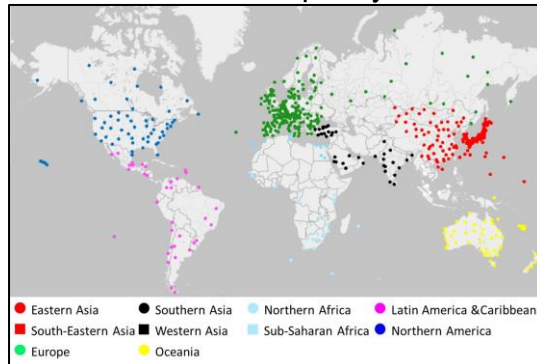 Eastern Asia
Southern Asia
Northern Africa
Latin America &Caribbean
South-Eastern Asia
Western Asia
Sub-Saharan Africa
Northern America
Europe
Oceania